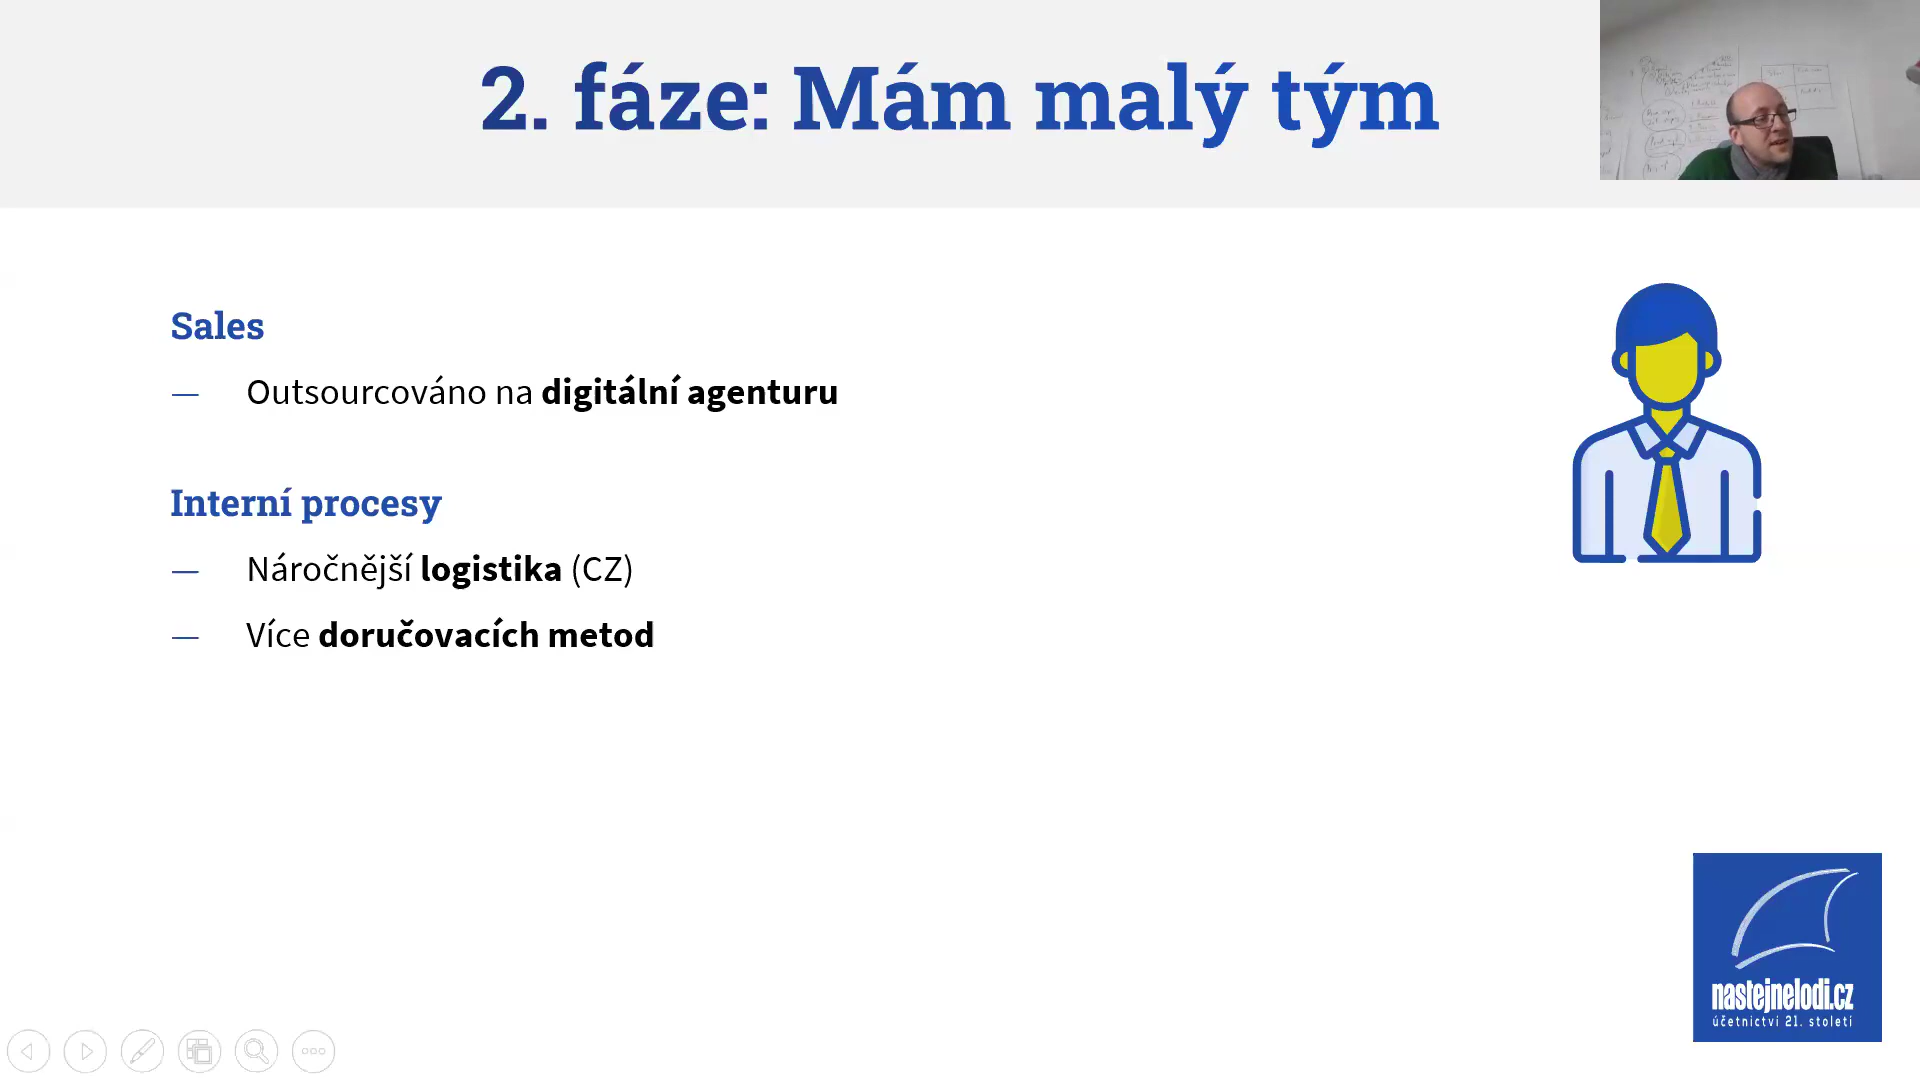 2. fáze: Mám malý tým
Sales
— Outsourcováno na digitální agenturu
Interní procesy
— Náročnější logistika (CZ)
— Více doručovacích metod
nastejnelodi.cz
účetnictví 21. století